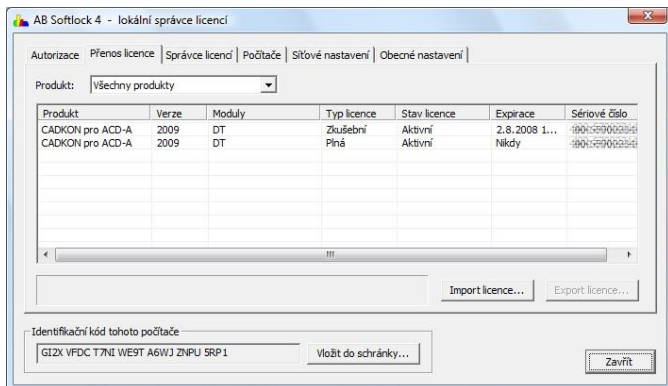 AB Softlock 4 - lokální správce licencí
Autorizace Přenos licence Správce licencí Počítače Síťové nastavení Obecné nastavení
Produkt: Všechny produkty
Produkt Verze Moduly Typ licence Stav licence Expirace Sériové číslo
CADKON pro ACD-A 2009 DT Zkušební Aktivní 2.8.2008 1...
CADKON pro ACD-A 2009 DT Plná Aktivní Nikdy
Import licence... Export licence...
Identifikační kód tohoto počítače
GI2X VFDC T7NI WE9T A6WJ ZNPU 5RP1 Vložit do schránky...
Zavřít